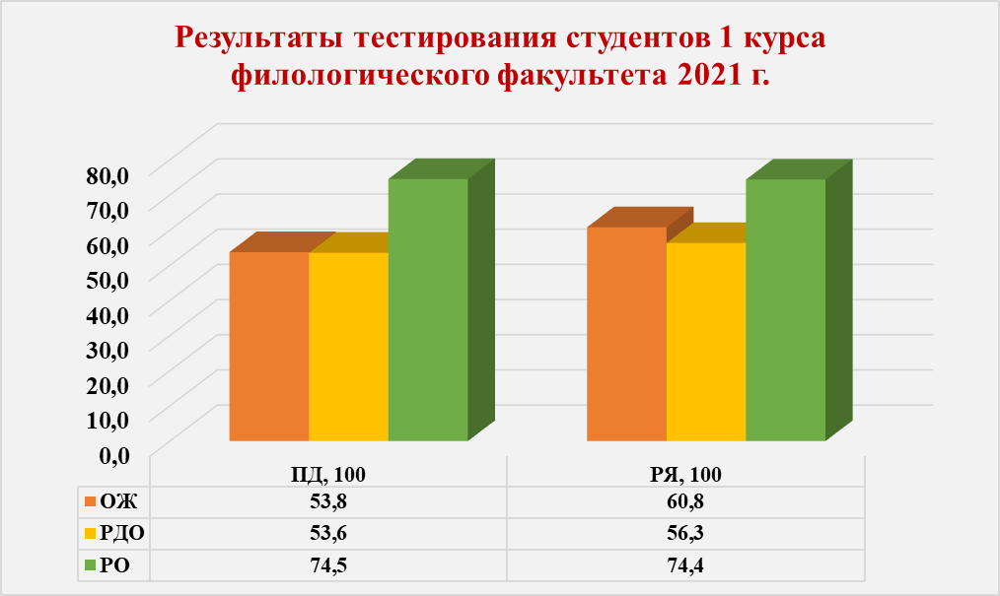 Результаты тестирования студентов 1 курса
филологического факультета 2021 г.
80,0
70,0
60,0
50,0
40,0
30,0
20,0
10,0
0,0
ПД, 100 РЯ, 100
ОЖ 53,8 60,8
РДО 53,6 56,3
РО 74,5 74,4